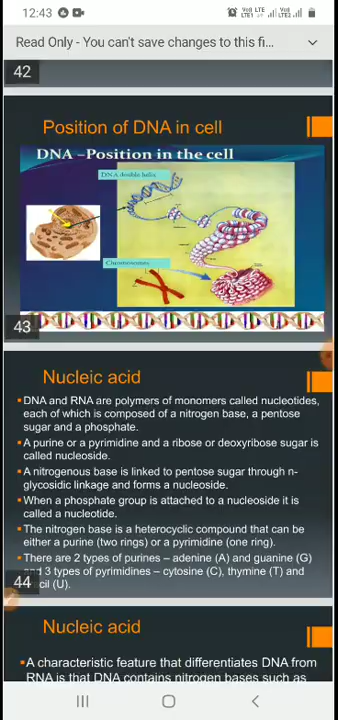 12:43
Vo) LTE LTE1
Vo) LTE2
Read Only - You can't save changes to this fi...
42
Position of DNA in cell
DNA –Position in the cell
DNA double helix
Chromosomes
43
Nucleic acid
▪DNA and RNA are polymers of monomers called nucleotides,
each of which is composed of a nitrogen base, a pentose
sugar and a phosphate.
▪A purine or a pyrimidine and a ribose or deoxyribose sugar is
called nucleoside.
▪A nitrogenous base is linked to pentose sugar through n-
glycosidic linkage and forms a nucleoside.
▪When a phosphate group is attached to a nucleoside it is
called a nucleotide.
▪The nitrogen base is a heterocyclic compound that can be
either a purine (two rings) or a pyrimidine (one ring).
▪There are 2 types of purines – adenine (A) and guanine (G)
3 types of pyrimidines – cytosine (C), thymine (T) and
(U).
44
Nucleic acid
▪A characteristic feature that differentiates DNA from
RNA is that DNA contains nitrogen bases such as